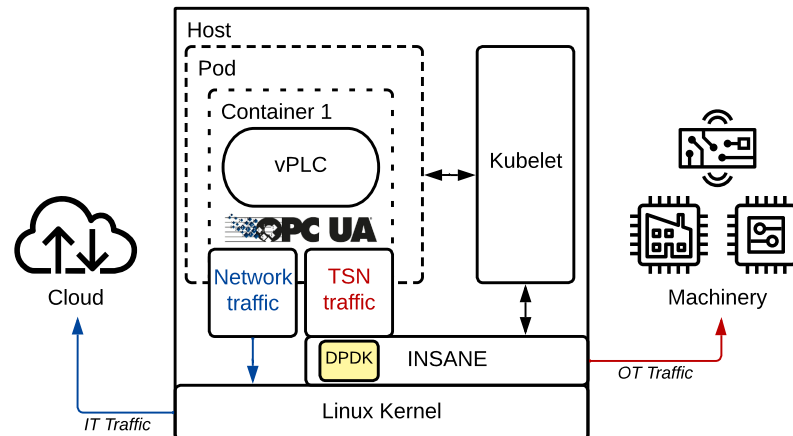 Host
Pod
Container 1
vPLC
OPC UA
Kubelet
Network
traffic
TSN
traffic
Cloud
Machinery
DPDK
INSANE
OT Traffic
Linux Kernel
IT Traffic